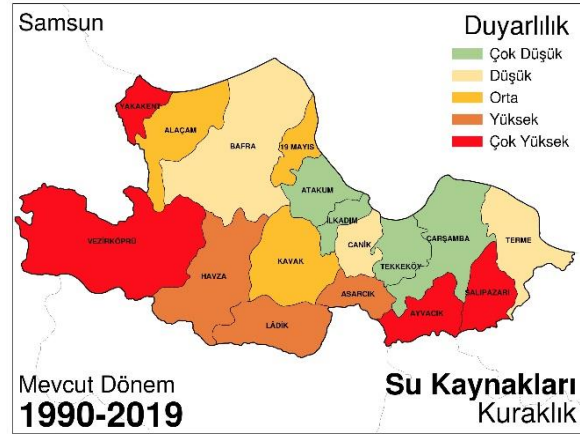 Samsun
Duyarlılık
Çok Düşük
Düşük
Orta
Yüksek
Çok Yüksek
YAKAKENT
ALAÇAM
BAFRA
19 MAYIS
ATAKUM
İLKADIM
CANİK
TEKKEKÖY
ÇARŞAMBA
TERME
VEZİRKÖPRÜ
HAVZA
KAVAK
ASARCIK
LÂDİK
AYVACIK
SALIPAZARI
Mevcut Dönem
1990-2019
Su Kaynakları
Kuraklık